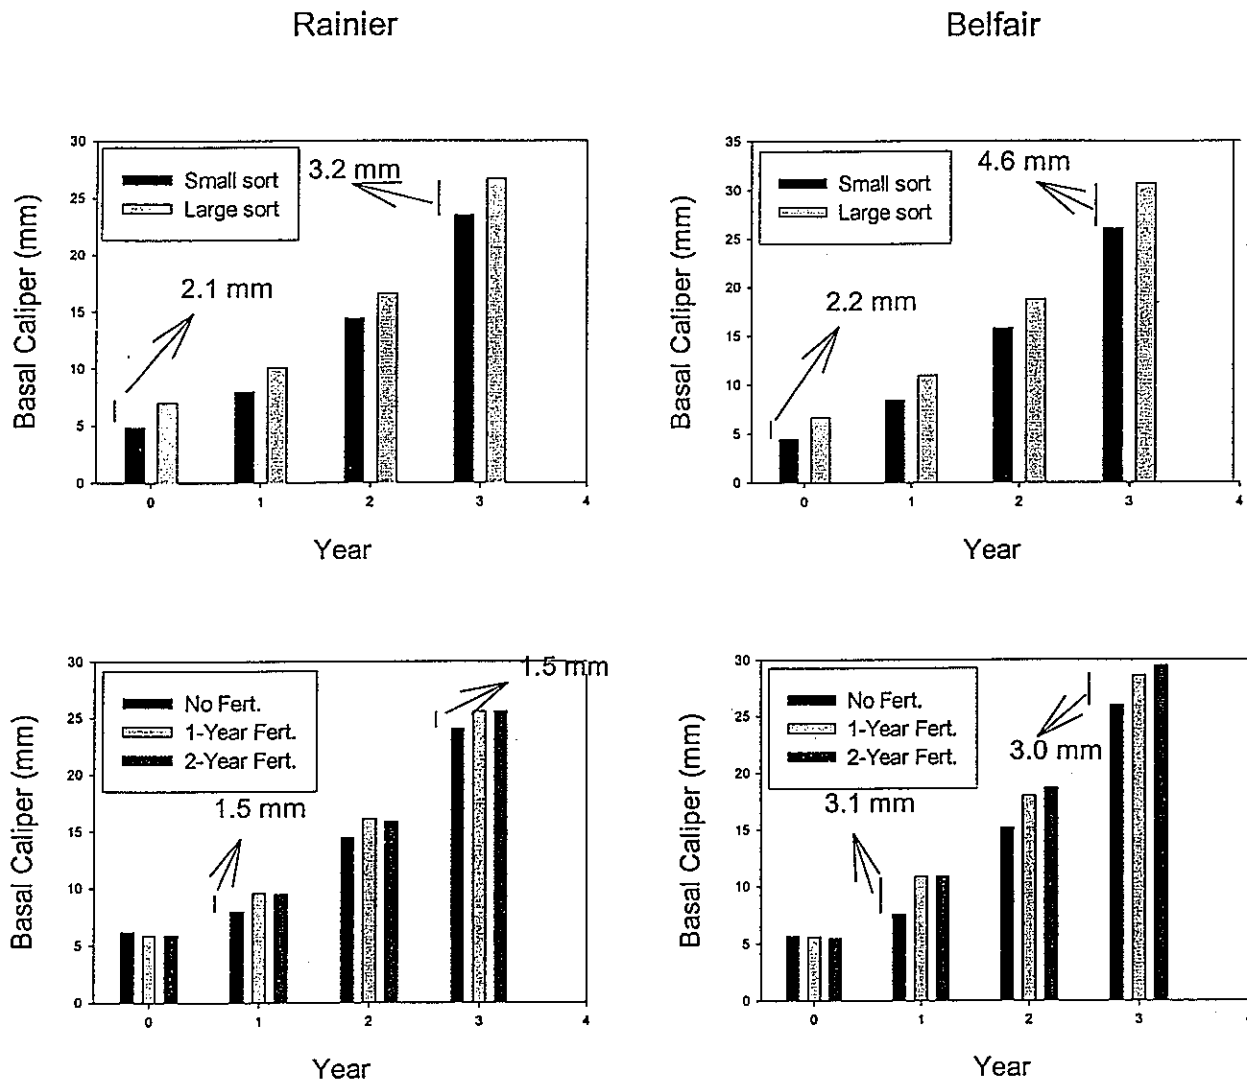 Rainier
Belfair
30
25
20
15
10
5
0
Basal Caliper (mm)
Small sort
Large sort
3.2 mm
2.1 mm
0
1
2
3
4
Year
35
30
25
20
15
10
5
0
Basal Caliper (mm)
Small sort
Large sort
4.6 mm
2.2 mm
0
1
2
3
4
Year
30
25
20
15
10
5
0
Basal Caliper (mm)
No Fert.
1-Year Fert.
2-Year Fert.
1.5 mm
1.5 mm
0
1
2
3
4
Year
30
25
20
15
10
5
0
Basal Caliper (mm)
No Fert.
1-Year Fert.
2-Year Fert.
3.0 mm
3.1 mm
0
1
2
3
4
Year